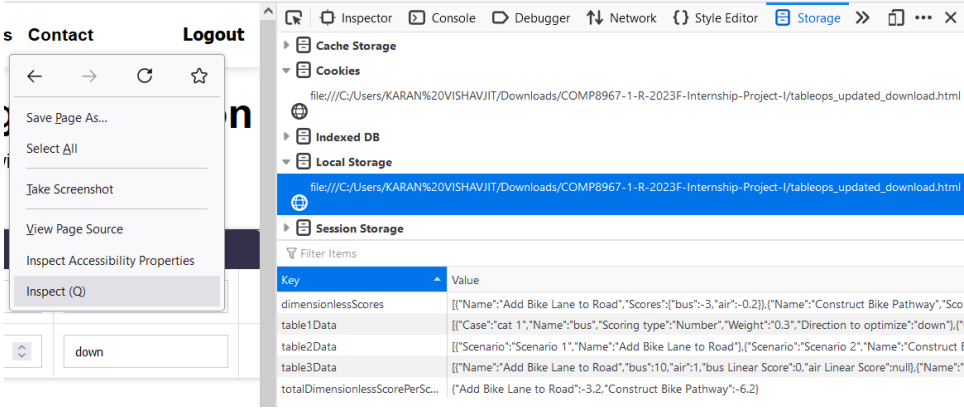 s Contact Logout
on
Save Page As...
Select All
Take Screenshot
View Page Source
Inspect Accessibility Properties
Inspect (Q)
down
Inspector Console Debugger Network Style Editor Storage
Cache Storage
Cookies
file:///C:/Users/KARAN%20VISHAVJIT/Downloads/COMP8967-1-R-2023F-Internship-Project-I/tableops_updated_download.html
Indexed DB
Local Storage
file:///C:/Users/KARAN%20VISHAVJIT/Downloads/COMP8967-1-R-2023F-Internship-Project-I/tableops_updated_download.html
Session Storage
Filter Items
Key Value
dimensionlessScores [{"Name":"Add Bike Lane to Road","Scores":{"bus":-3,"air":-0.2}},{"Name":"Construct Bike Pathway","Sco
table1Data [{"Case":"cat 1","Name":"bus","Scoring type":"Number","Weight":"0.3","Direction to optimize":"down"},{"
table2Data [{"Scenario":"Scenario 1","Name":"Add Bike Lane to Road"},{"Scenario":"Scenario 2","Name":"Construct B
table3Data [{"Name":"Add Bike Lane to Road","bus":10,"air":1,"bus Linear Score":0,"air Linear Score":null},{"Name":"
totalDimensionlessScorePerSc... {"Add Bike Lane to Road":-3.2,"Construct Bike Pathway":-6.2}